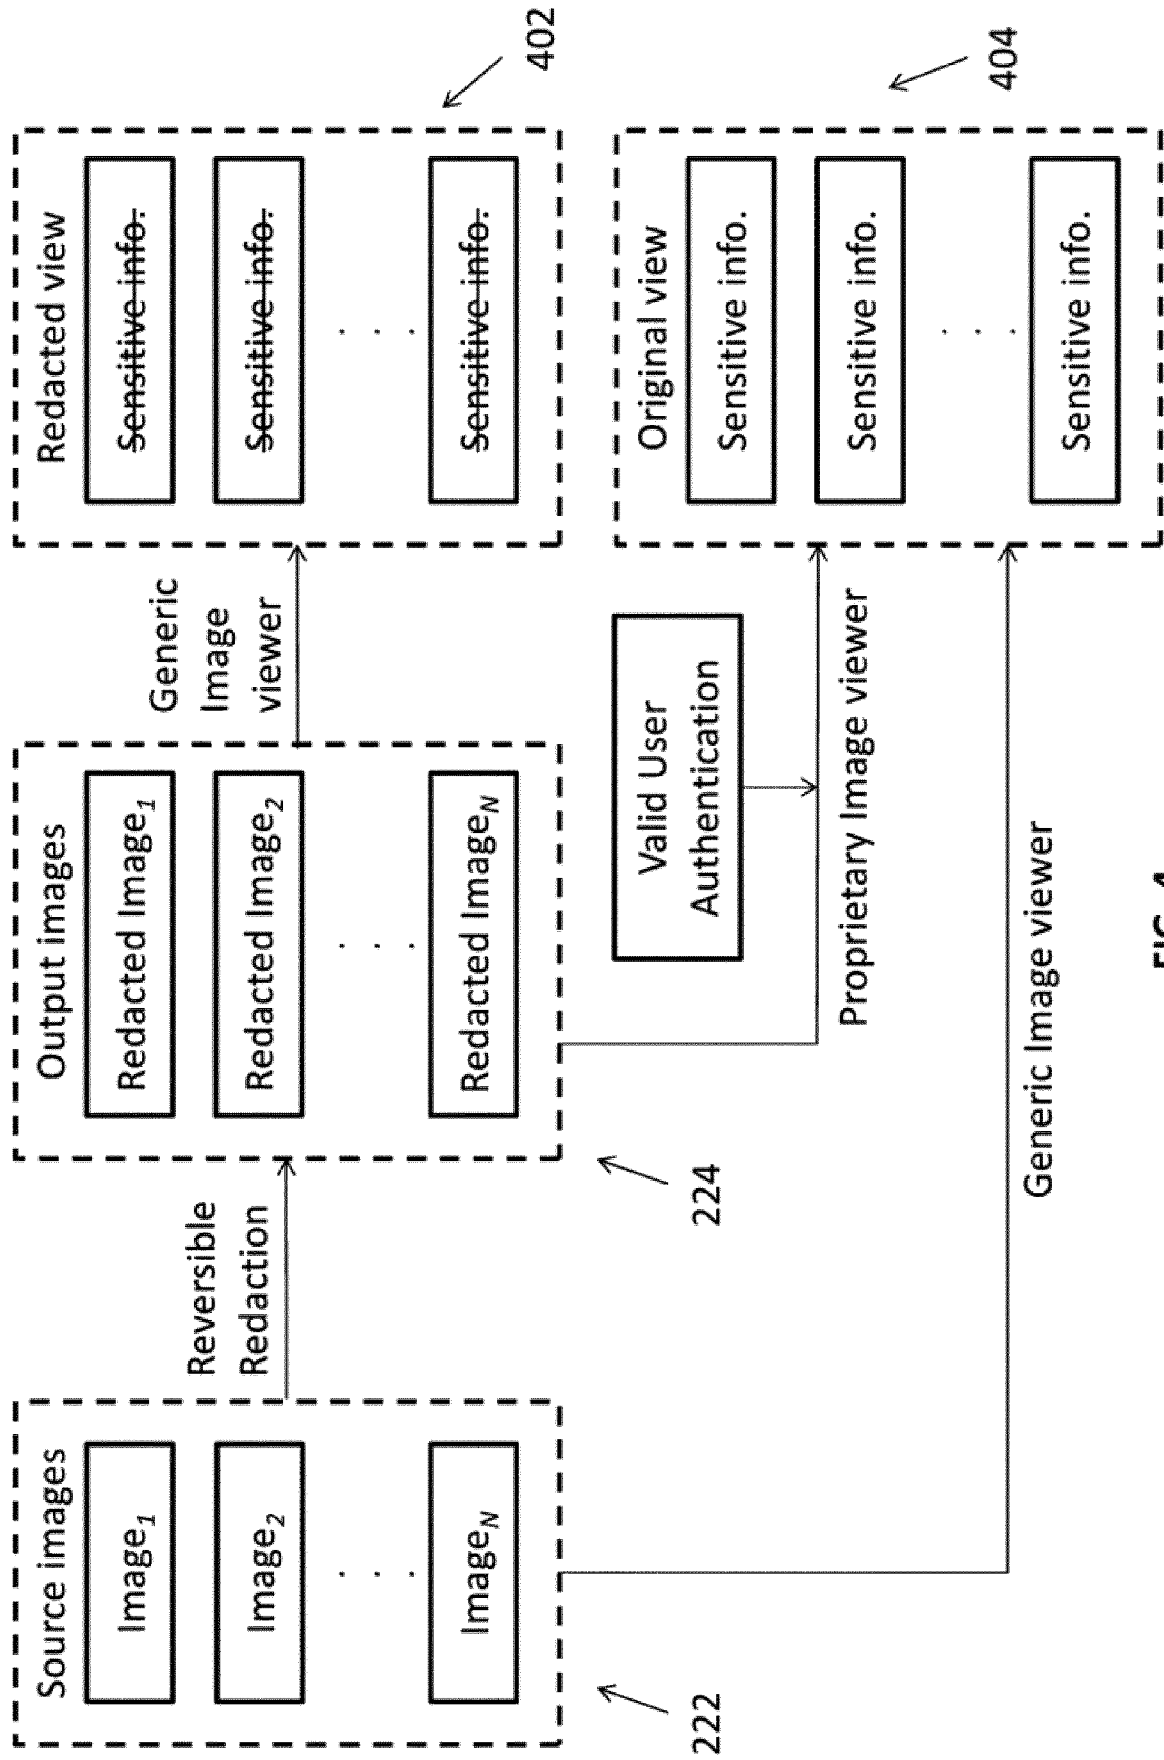 Source images
Image1
Image2
. . .
ImageN
222
Reversible
Redaction
Output images
Redacted Image1
Redacted Image2
. . .
Redacted ImageN
224
Generic
Image
viewer
Redacted view
Sensitive info.
Sensitive info.
. . .
Sensitive info.
402
Valid User
Authentication
Proprietary Image viewer
Generic Image viewer
Original view
Sensitive info.
Sensitive info.
. . .
Sensitive info.
404
FIG. 4